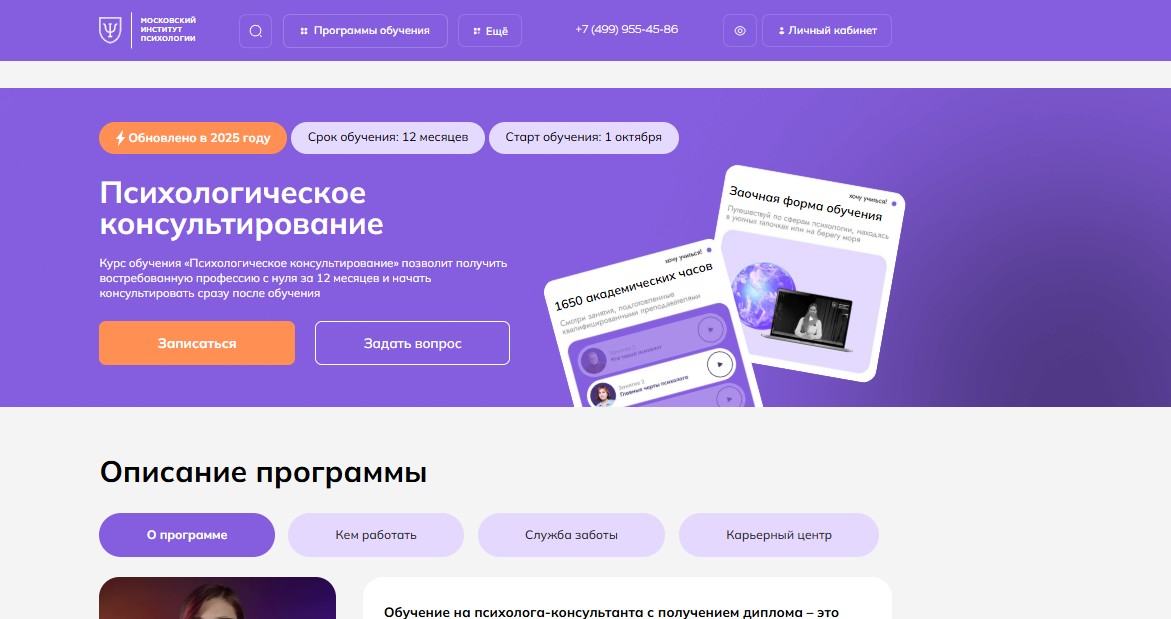 МОСКОВСКИЙ
ИНСТИТУТ
ПСИХОЛОГИИ
Программы обучения
Ещё
+7 (499) 955-45-86
Личный кабинет
Обновлено в 2025 году
Срок обучения: 12 месяцев
Старт обучения: 1 октября
Психологическое
консультирование
Курс обучения «Психологическое консультирование» позволит получить
востребованную профессию с нуля за 12 месяцев и начать
консультировать сразу после обучения
Записаться
Задать вопрос
хочу учиться!
Заочная форма обучения
Путешествуй по сферам психологии, находясь
в уютных тапочках или на берегу моря
хочу учиться!
1650 академических часов
Смотри занятия, подготовленные
квалифицированными преподавателями
Занятие 2
Главные черты психолога
Описание программы
О программе
Кем работать
Служба заботы
Карьерный центр
Обучение на психолога-консультанта с получением диплома – это